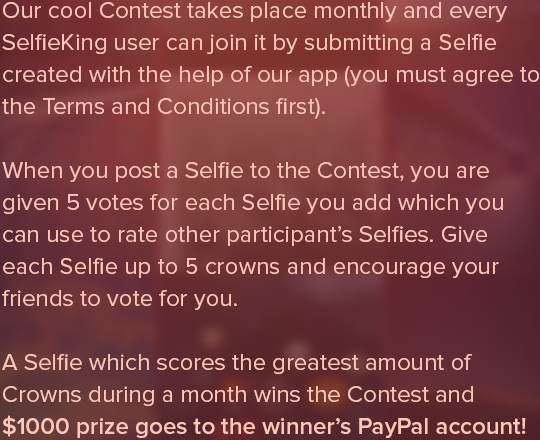 Our cool Contest takes place monthly and every
SelfieKing user can join it by submitting a Selfie
created with the help of our app (you must agree to
the Terms and Conditions first).
When you post a Selfie to the Contest, you are
given 5 votes for each Selfie you add which you
can use to rate other participant’s Selfies. Give
each Selfie up to 5 crowns and encourage your
friends to vote for you.
A Selfie which scores the greatest amount of
Crowns during a month wins the Contest and
$1000 prize goes to the winner’s PayPal account!